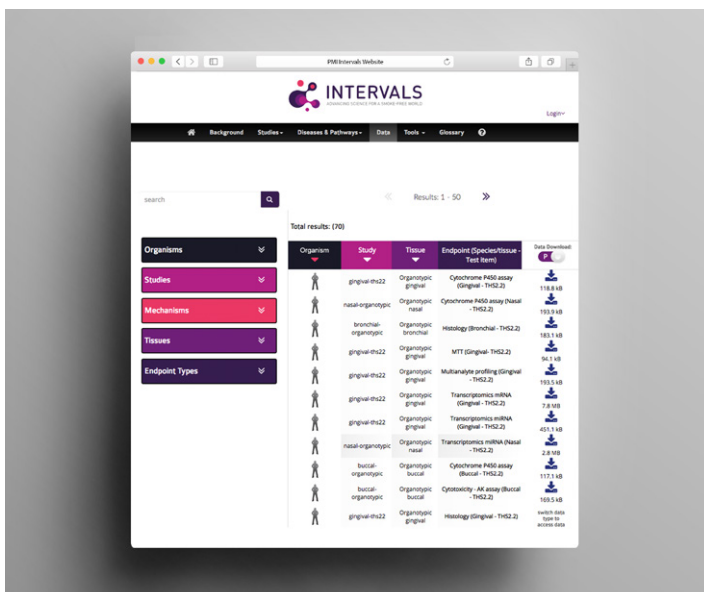 PMI Intervals Website
INTERVALS
ADVANCING SCIENCE FOR A SMOKE-FREE WORLD
Login
Background Studies Diseases & Pathways Data Tools Glossary ?
search
Results: 1 - 50
Total results: (70)
Organisms
Studies
Mechanisms
Tissues
Endpoint Types
Organism Study Tissue Endpoint (Species/tissue - Data Download:
Test item) P
gingival-ths22 Organotypic Cytochrome P450 assay
gingival (Gingival - THS2.2) 118.8 kB
nasal-organotypic Organotypic Cytochrome P450 assay (Nasal
nasal - THS2.2) 193.9 kB
bronchial- Organotypic Histology (Bronchial - THS2.2)
organotypic bronchial 183.1 kB
gingival-ths22 Organotypic MTT (Gingival- THS2.2)
gingival 94.1 kB
gingival-ths22 Organotypic Multianalyte profiling (Gingival
gingival - THS2.2) 193.5 kB
gingival-ths22 Organotypic Transcriptomics mRNA
gingival (Gingival - THS2.2) 7.8 MB
gingival-ths22 Organotypic Transcriptomics mRNA
gingival (Gingival - THS2.2) 451.1 kB
nasal-organotypic Organotypic Transcriptomics miRNA (Nasal
nasal - THS2.2) 2.8 MB
buccal- Organotypic Cytochrome P450 assay
organotypic buccal (Buccal - THS2.2) 117.1 kB
buccal- Organotypic Cytotoxicity - AK assay (Buccal
organotypic buccal - THS2.2) 169.5 kB
gingival-ths22 Organotypic Histology (Gingival - THS2.2) switch data
gingival type to
access data